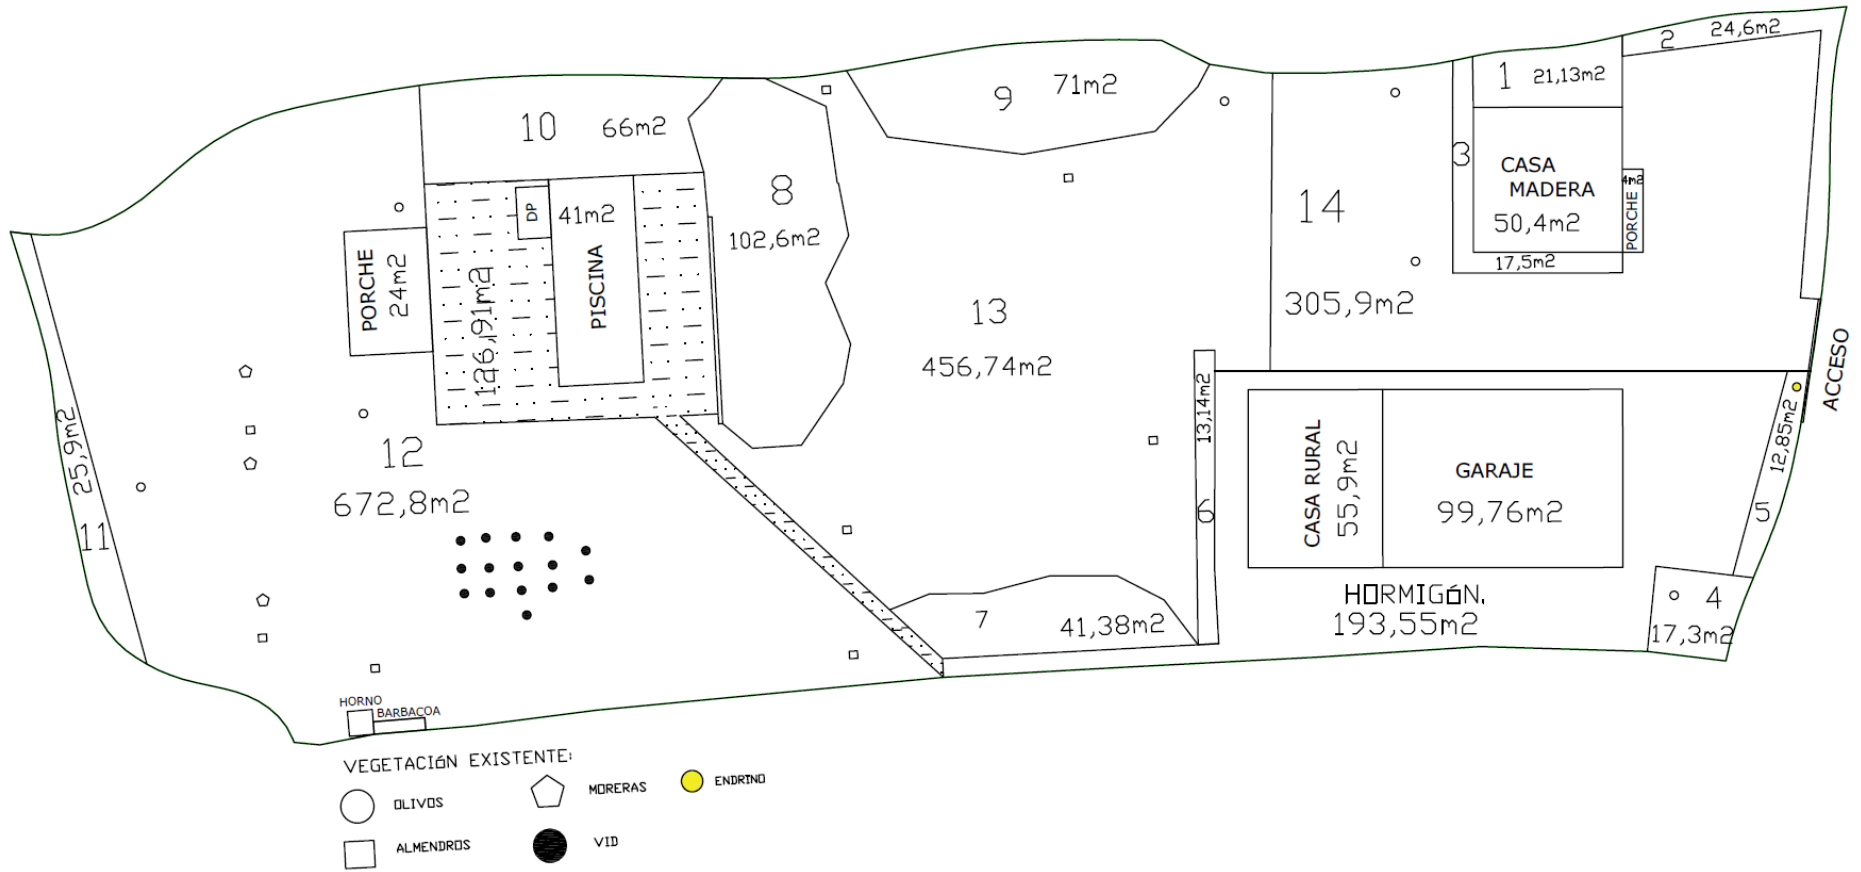 2 24,6m2
1 21,13m2
9 71m2
10 66m2
3
CASA
MADERA
50,4m2
4m2
PORCHE
17,5m2
8
102,6m2
14
305,9m2
DP
41m2
PISCINA
PORCHE
24m2
126,91m2
13
456,74m2
ACCESO
13,14m2
6
12,85m2
5
25,9m2
11
12
672,8m2
CASA RURAL
55,9m2
GARAJE
99,76m2
HORMIGóN.
193,55m2
4
17,3m2
7 41,38m2
HORNO
BARBACOA
VEGETACIóN EXISTENTE:
OLIVOS
MORERAS
ENDRINO
ALMENDROS
VID